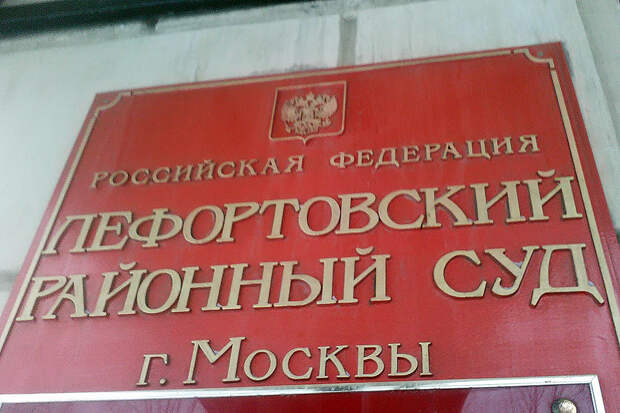 РОССИЙСКАЯ ФЕДЕРАЦИЯ
ЛЕФОРТОВСКИЙ
РАЙОННЫЙ СУД
г. МОСКВЫ